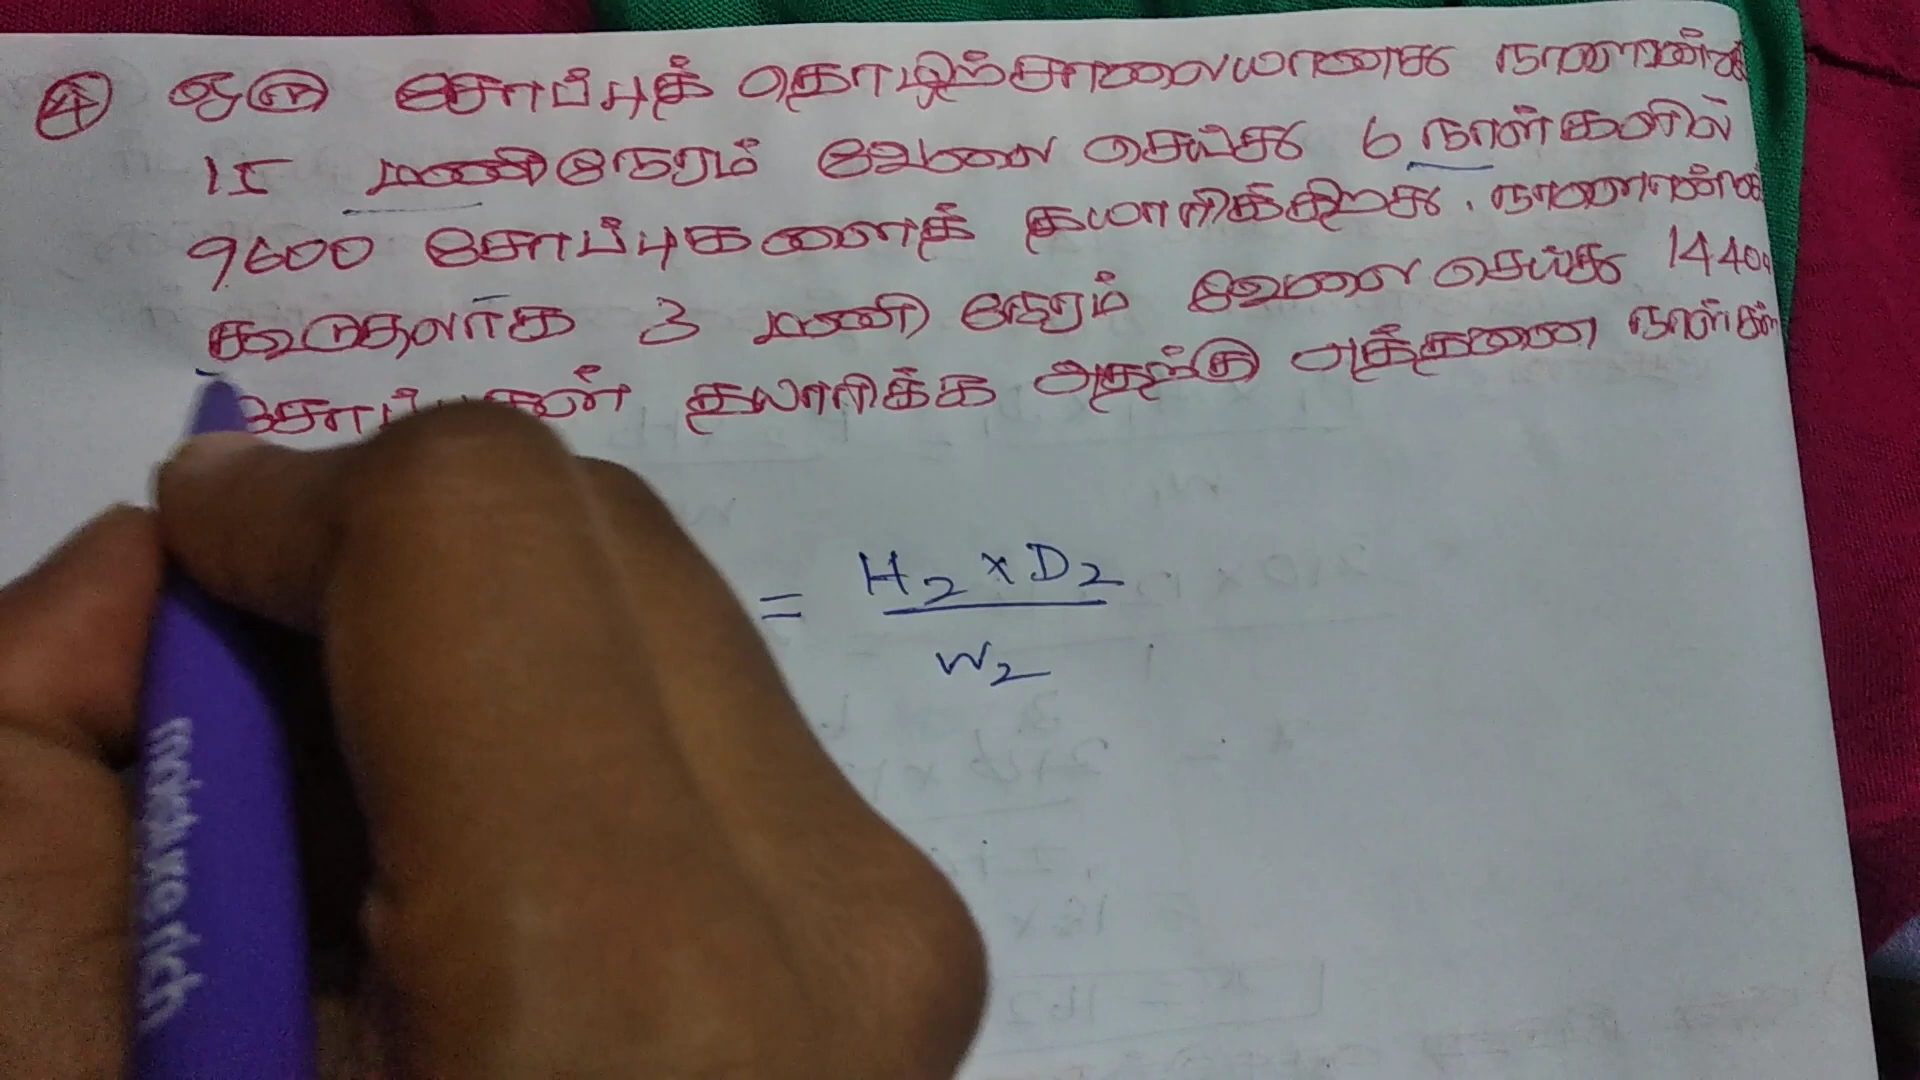 ④ ஒரு சோப்புத் தொழிற்சாலையானது நாளொன்றுக்கு
15 மணிநேரம் வேலை செய்து 6 நாள்களில்
9600 சோப்புகளைத் தயாரிக்கிறது. நாளொன்றுக்கு
கூடுதலாக 3 மணி நேரம் வேலை செய்து 14400
சோப்புகள் தயாரிக்க அதற்கு எத்தனை நாள்கள்
= H2 × D2
W2